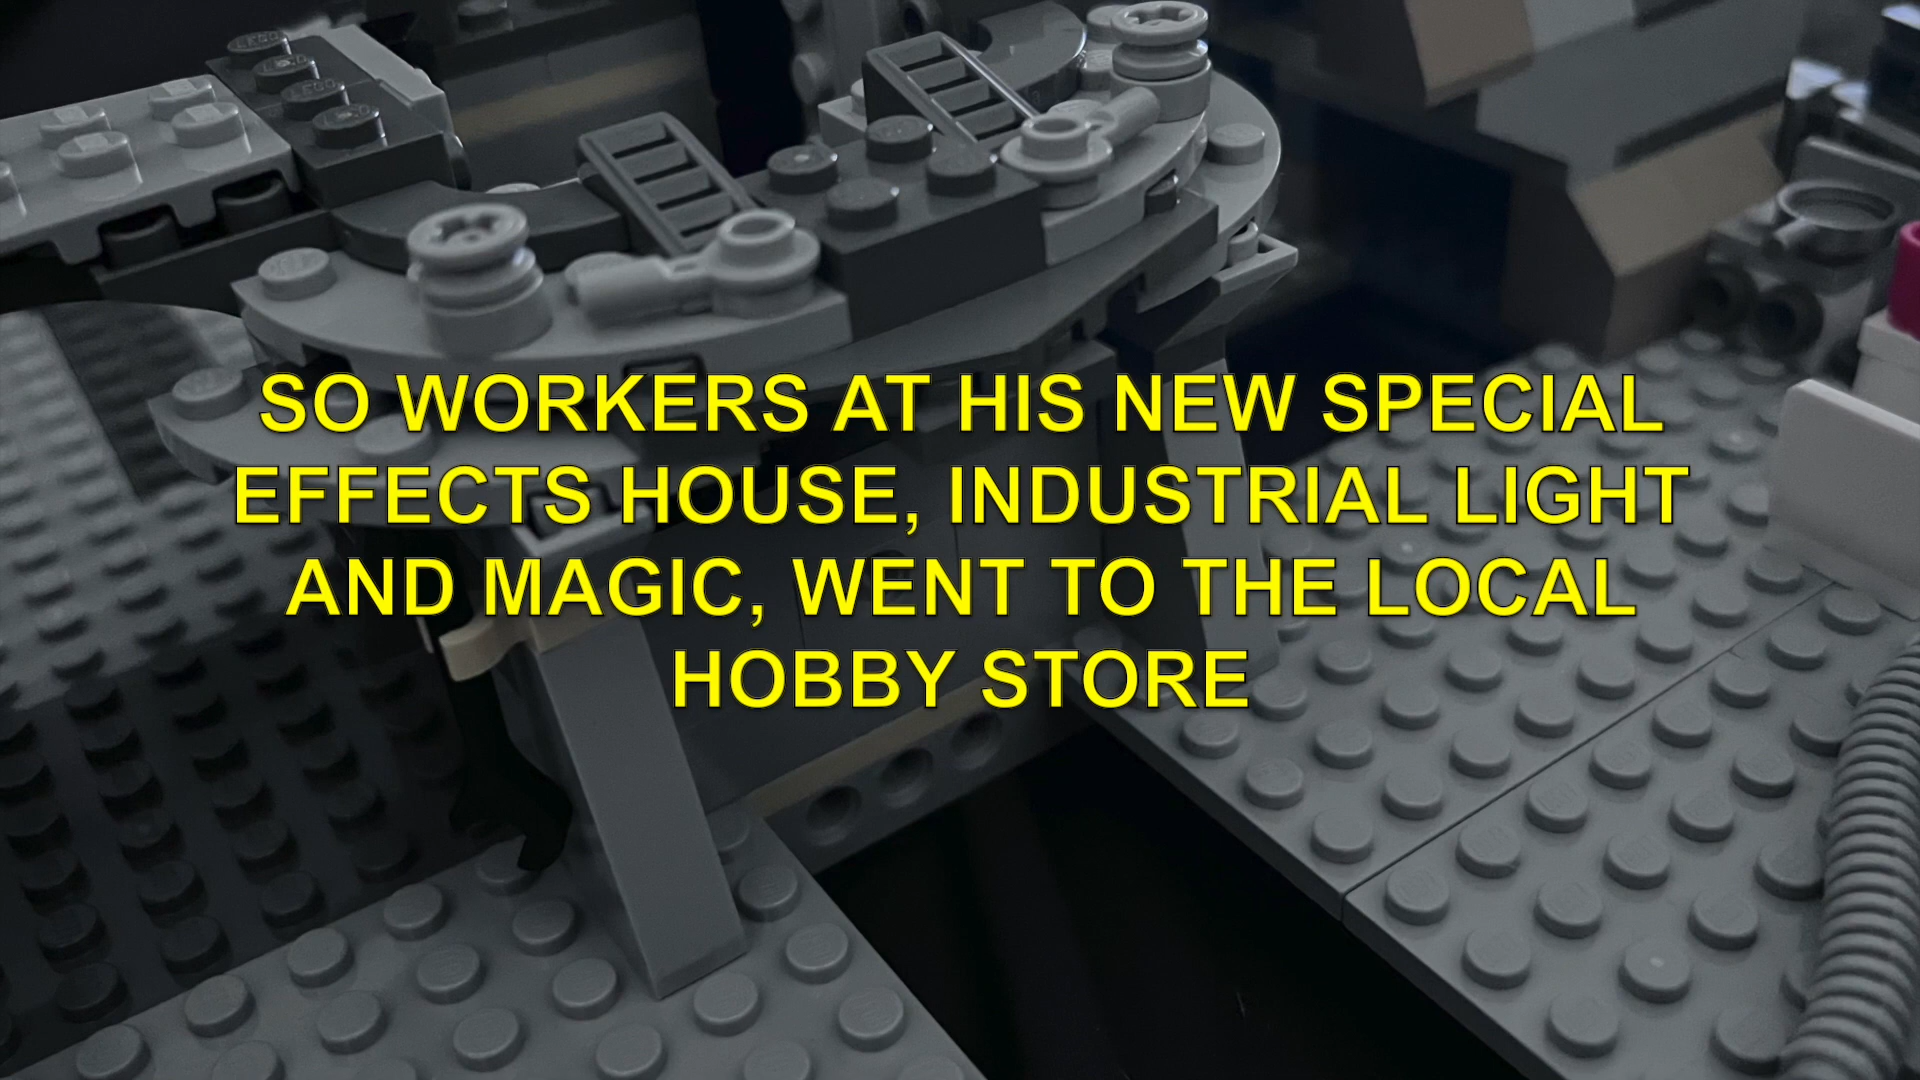 SO WORKERS AT HIS NEW SPECIAL
EFFECTS HOUSE, INDUSTRIAL LIGHT
AND MAGIC, WENT TO THE LOCAL
HOBBY STORE